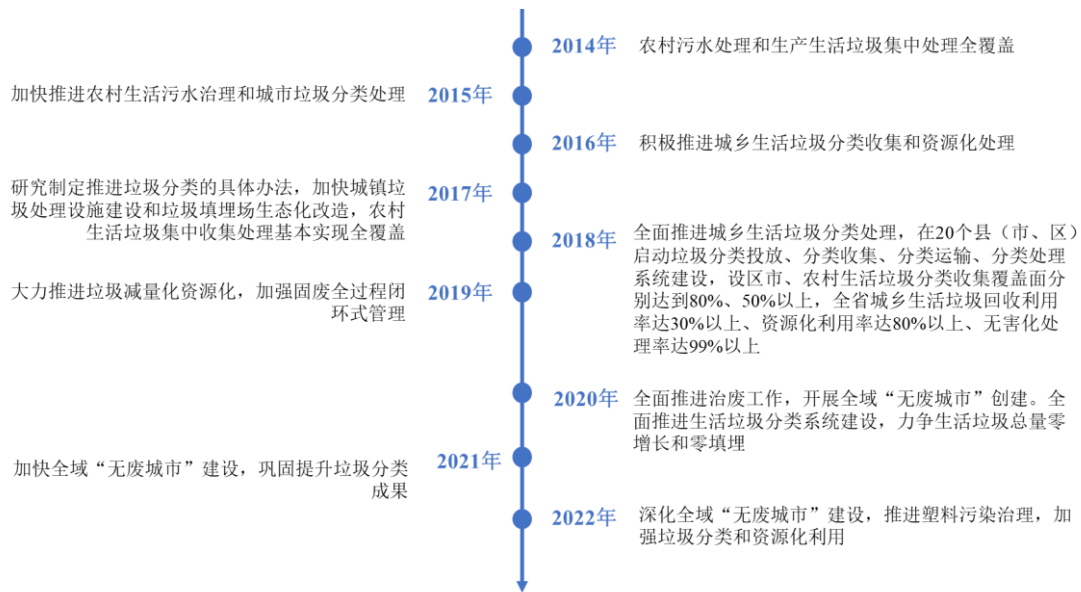 2014年
农村污水处理和生产生活垃圾集中处理全覆盖
2015年
加快推进农村生活污水治理和城市垃圾分类处理
2016年
积极推进城乡生活垃圾分类收集和资源化处理
2017年
研究制定推进垃圾分类的具体办法，加快城镇垃
圾处理设施建设和垃圾填埋场生态化改造，农村
生活垃圾集中收集处理基本实现全覆盖
2018年
全面推进城乡生活垃圾分类处理，在20个县（市、区）
启动垃圾分类投放、分类收集、分类运输、分类处理
系统建设，设区市、农村生活垃圾分类收集覆盖面分
别达到80%、50%以上，全省城乡生活垃圾回收利用
率达30%以上、资源化利用率达80%以上、无害化处
理率达99%以上
2019年
大力推进垃圾减量化资源化，加强固废全过程闭
环式管理
2020年
全面推进治废工作，开展全域“无废城市”创建。全
面推进生活垃圾分类系统建设，力争生活垃圾总量零
增长和零填埋
2021年
加快全域“无废城市”建设，巩固提升垃圾分类
成果
2022年
深化全域“无废城市”建设，推进塑料污染治理，加
强垃圾分类和资源化利用